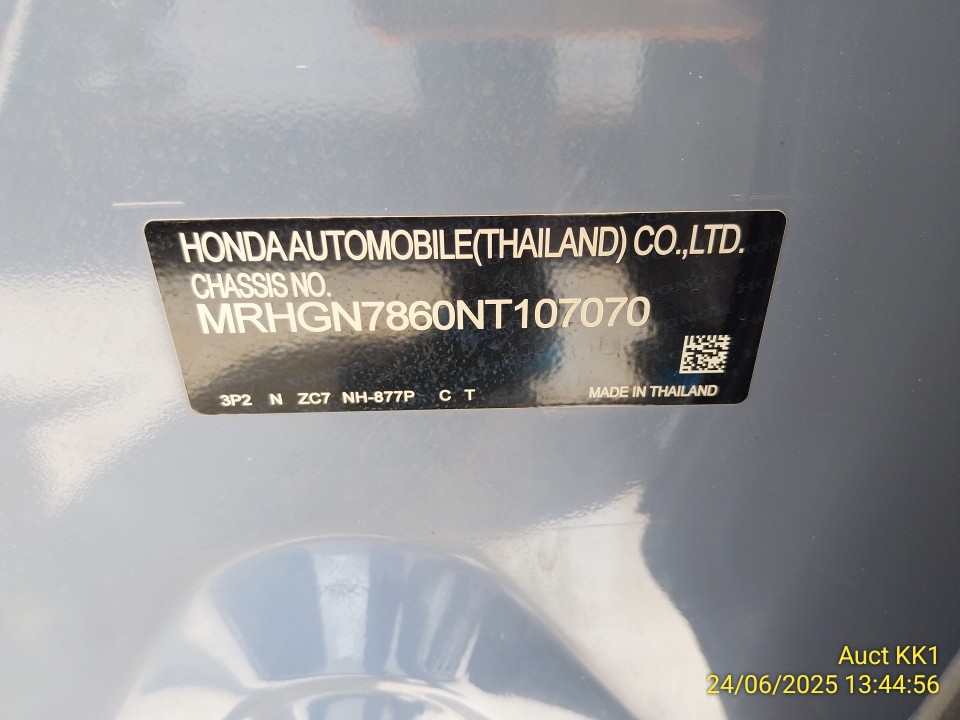 HONDA AUTOMOBILE(THAILAND) CO.,LTD.
CHASSIS NO.
MRHGN7860NT107070
3P2 N ZC7 NH-877P C T MADE IN THAILAND
Auct KK1
24/06/2025 13:44:56